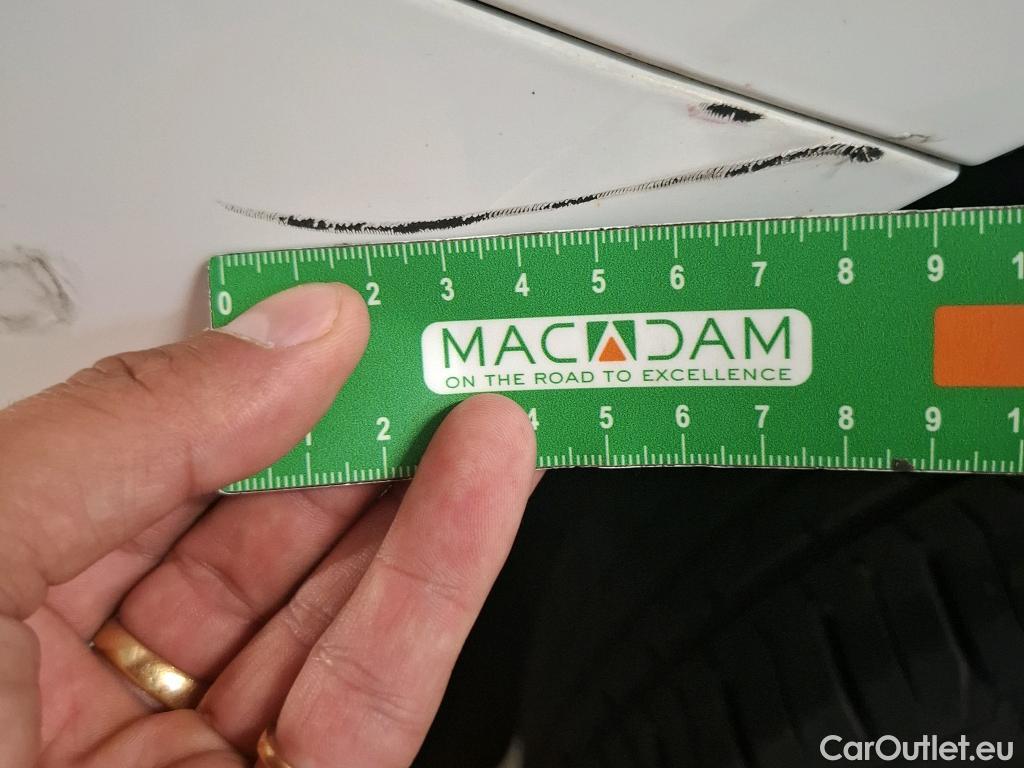 0 2 3 4 5 6 7 8 9 1
MACADAM
ON THE ROAD TO EXCELLENCE
1 2 4 5 6 7 8 9 1
CarOutlet.eu